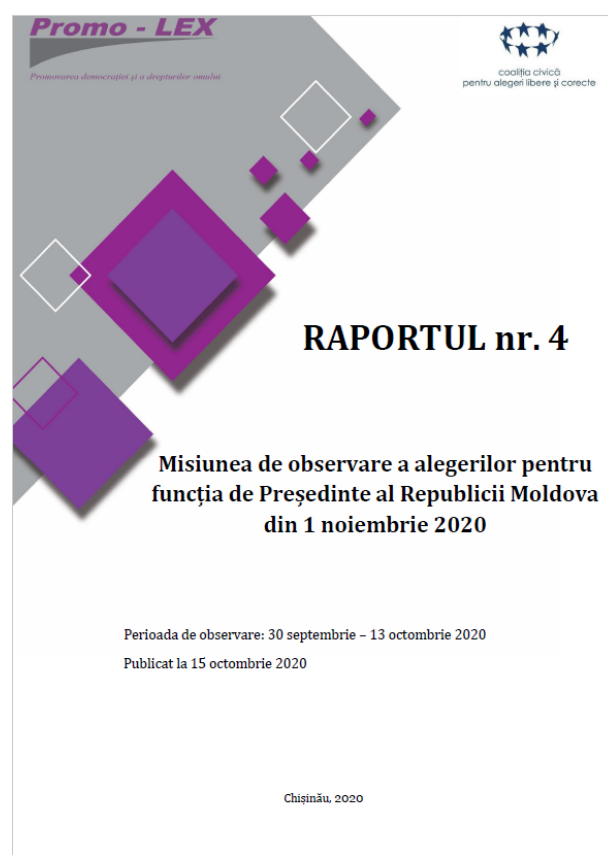 Promo - LEX
Promovarea democrației și a drepturilor omului
coaliția civică
pentru alegeri libere și corecte
RAPORTUL nr. 4
Misiunea de observare a alegerilor pentru
funcția de Președinte al Republicii Moldova
din 1 noiembrie 2020
Perioada de observare: 30 septembrie – 13 octombrie 2020
Publicat la 15 octombrie 2020
Chișinău, 2020